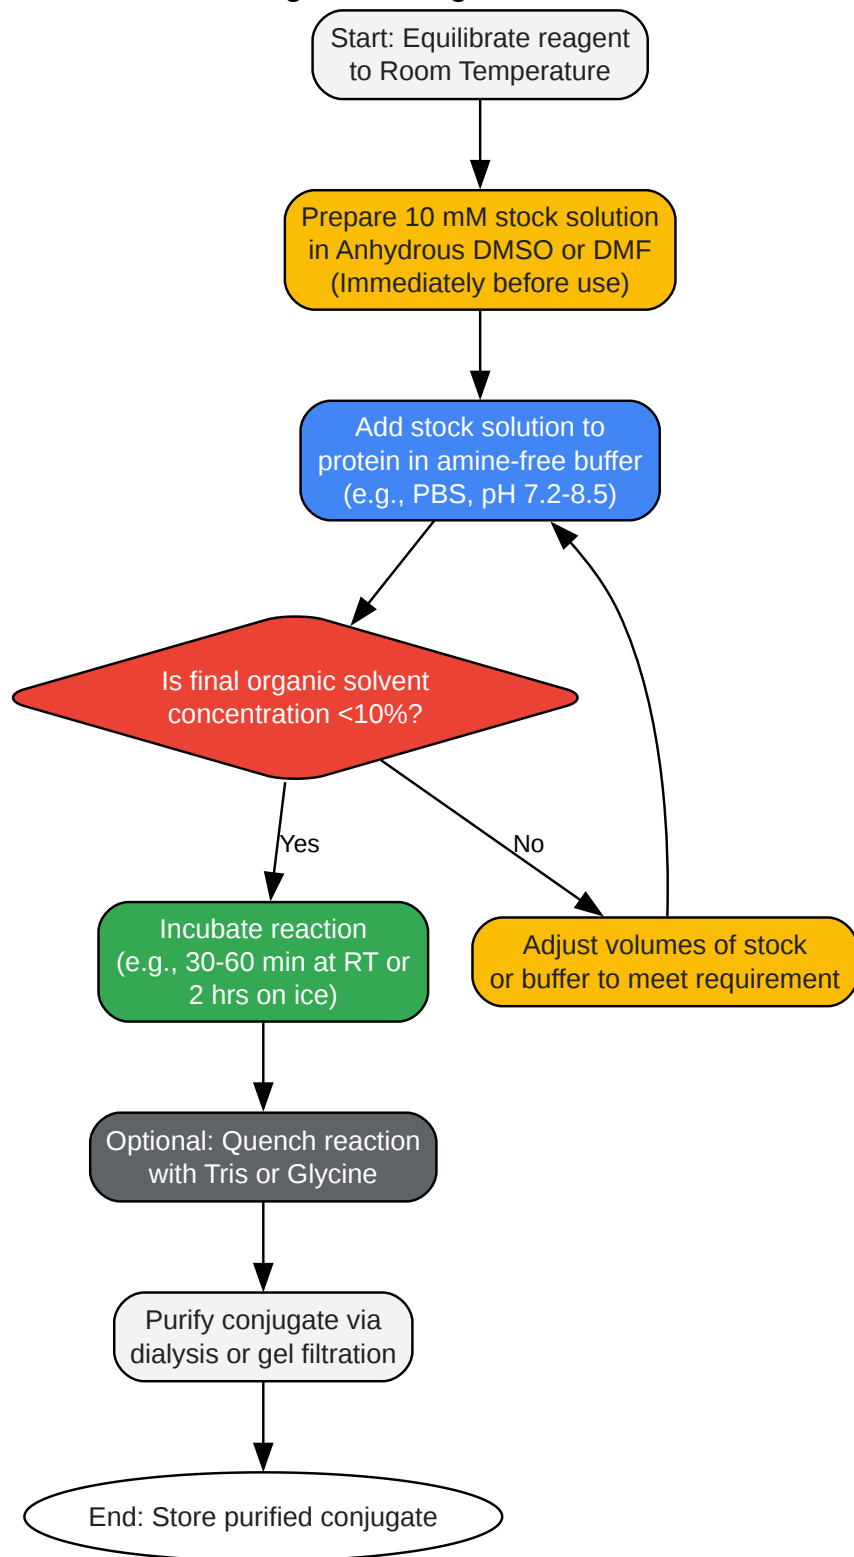 Start: Equilibrate reagent
to Room Temperature
Prepare 10 mM stock solution
in Anhydrous DMSO or DMF
(Immediately before use)
Add stock solution to
protein in amine-free buffer
(e.g., PBS, pH 7.2-8.5)
Is final organic solvent
concentration <10%?
Yes
No
Incubate reaction
(e.g., 30-60 min at RT or
2 hrs on ice)
Adjust volumes of stock
or buffer to meet requirement
Optional: Quench reaction
with Tris or Glycine
Purify conjugate via
dialysis or gel filtration
End: Store purified conjugate